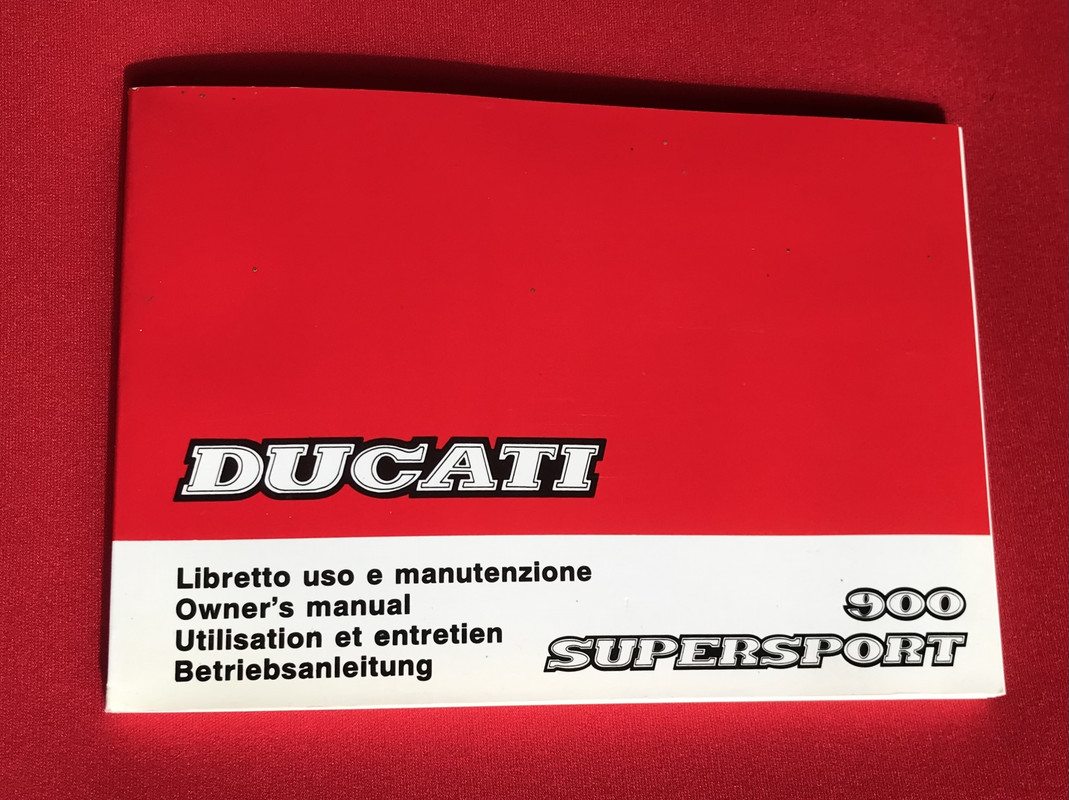 DUCATI
Libretto uso e manutenzione
Owner's manual
Utilisation et entretien
Betriebsanleitung
900
SUPERSPORT